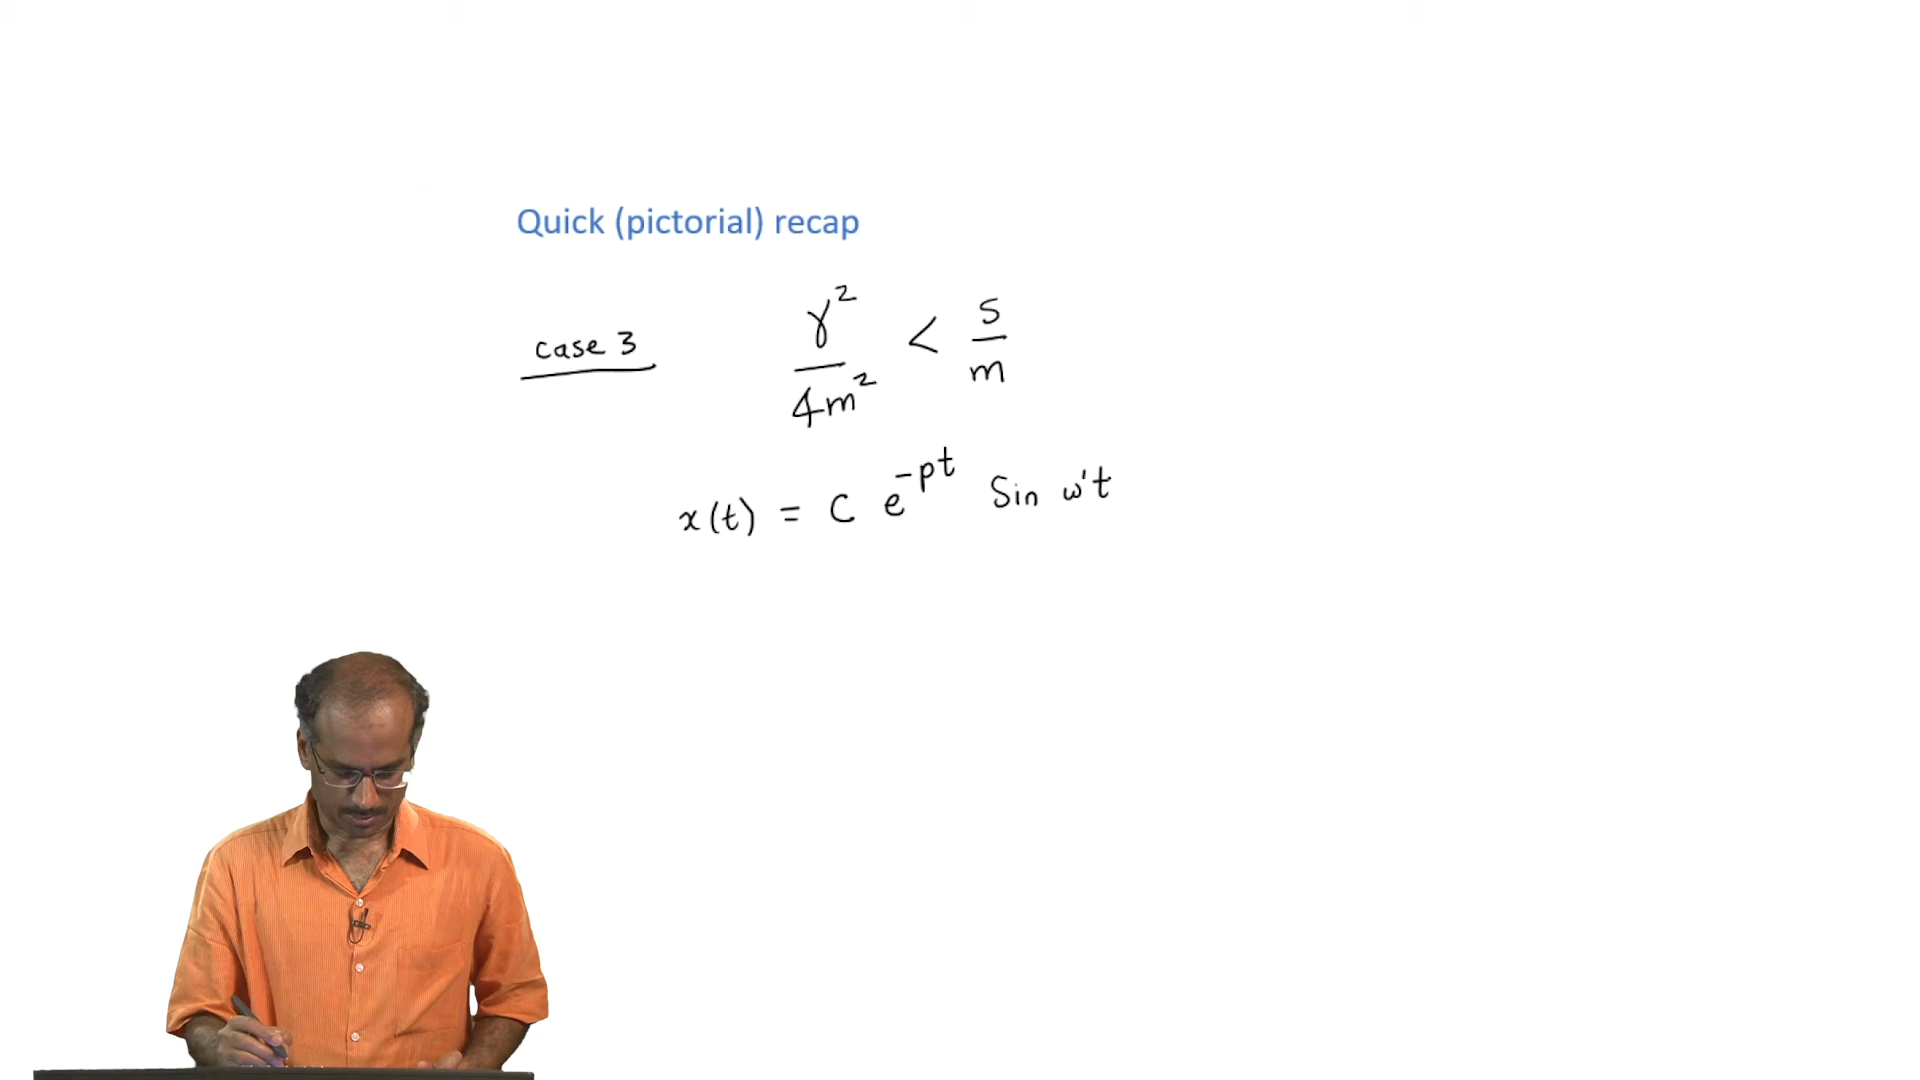 Quick (pictorial) recap
case 3 γ²/4m² < s/m
x(t) = C e^-pt Sin ω't